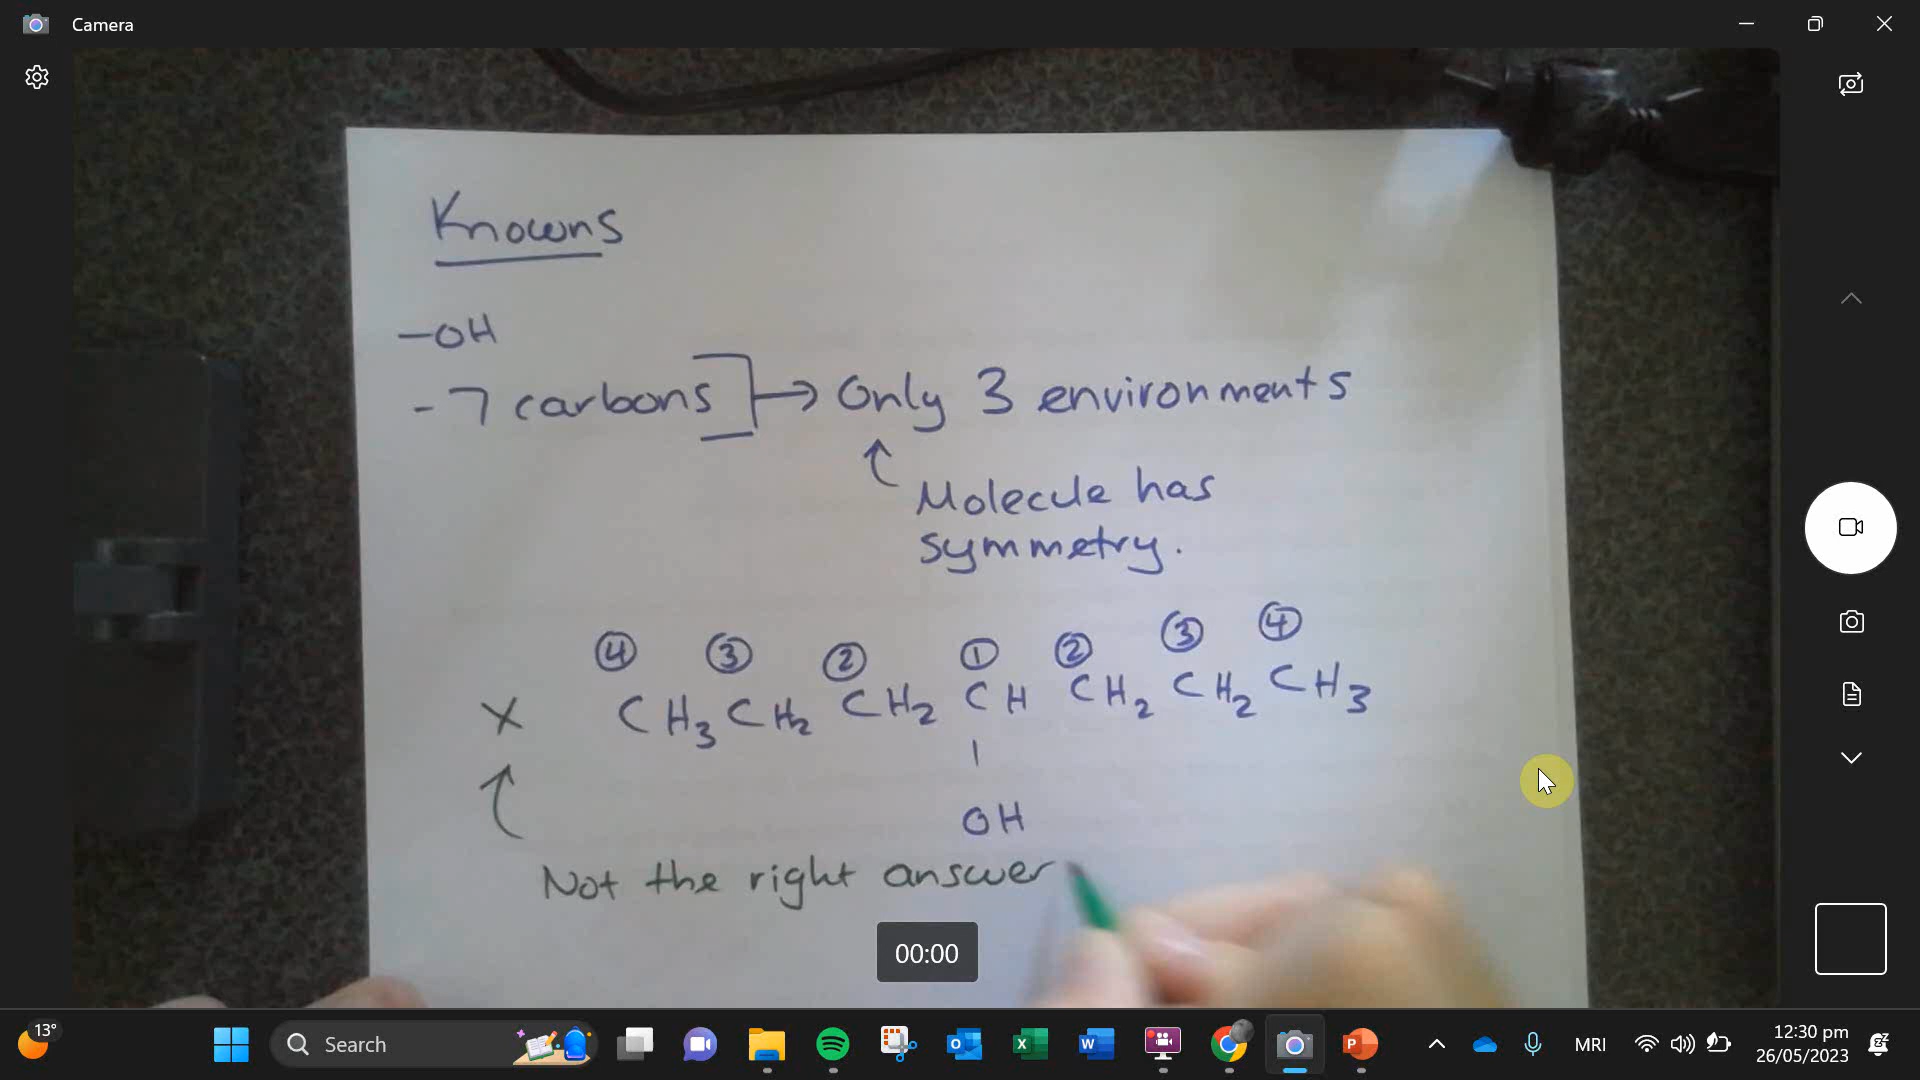 Camera
Knowns
-OH
- 7 carbons → Only 3 environments
Molecule has
symmetry.
④ ③ ② ① ② ③ ④
X CH3 CH2 CH2 CH CH2 CH2 CH3
OH
Not the right answer
00:00
13°
Search
MRI
12:30 pm
26/05/2023